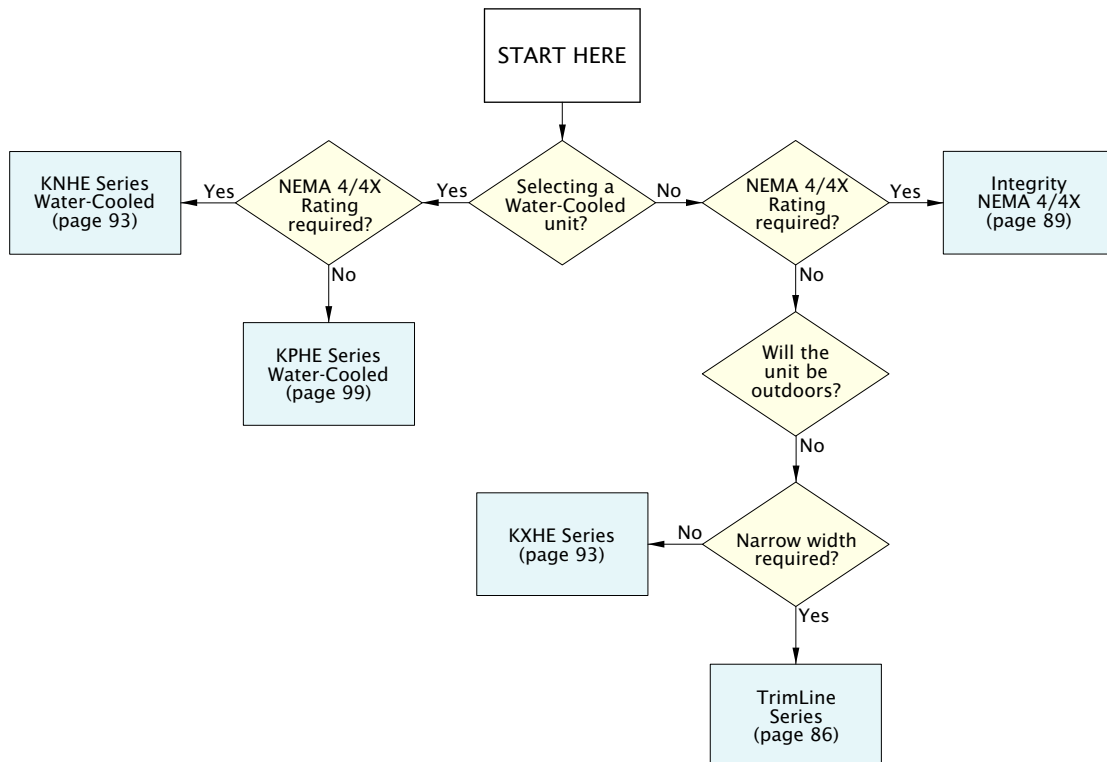 START HERE
KNHE Series
Water-Cooled
(page 93)
Yes
NEMA 4/4X
Rating
required?
Yes
Selecting a
Water-Cooled
unit?
No
NEMA 4/4X
Rating
required?
Yes
Integrity
NEMA 4/4X
(page 89)
No
No
KPHE Series
Water-Cooled
(page 99)
Will the
unit be
outdoors?
No
KXHE Series
(page 93)
No
Narrow width
required?
Yes
TrimLine
Series
(page 86)